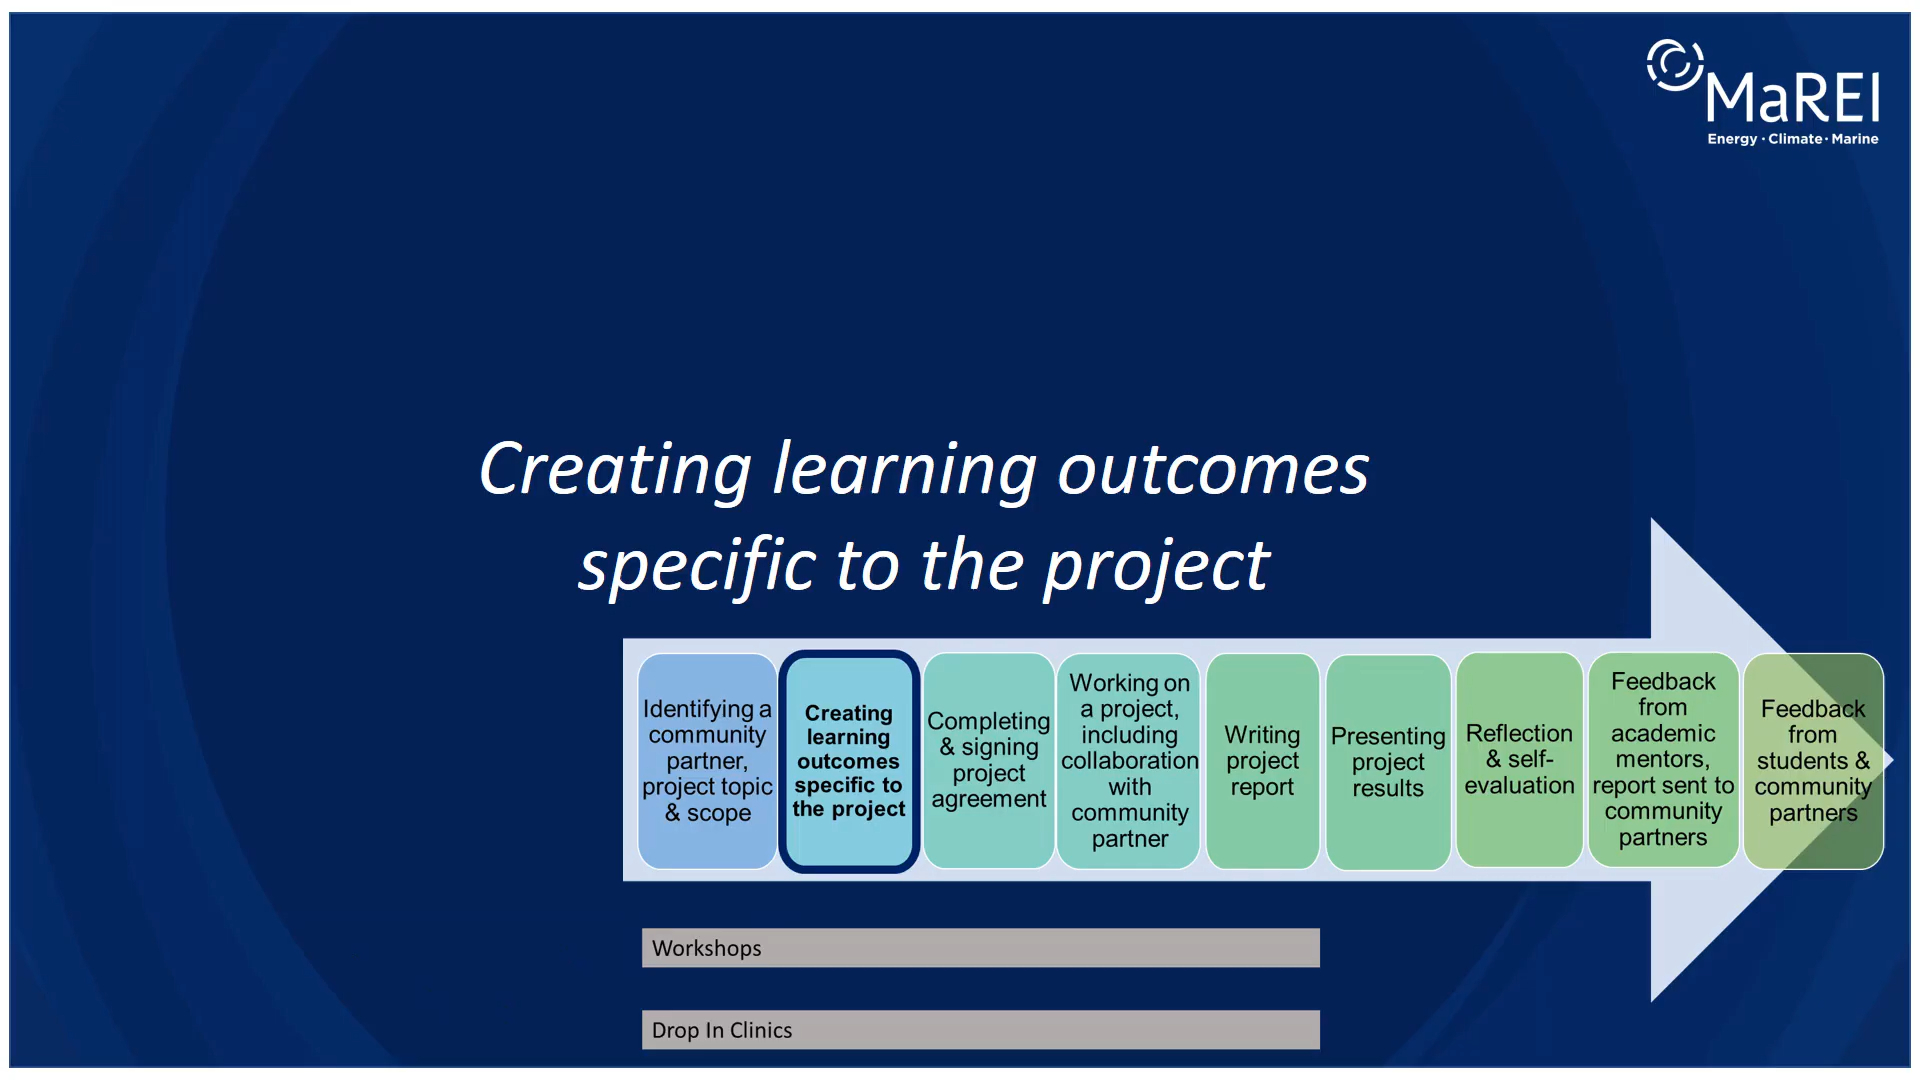 MaREI
Energy · Climate · Marine
Creating learning outcomes
specific to the project
Identifying a
community
partner,
project topic
& scope
Creating
learning
outcomes
specific to
the project
Completing
& signing
project
agreement
Working on
a project,
including
collaboration
with
community
partner
Writing
project
report
Presenting
project
results
Reflection
& self-
evaluation
Feedback
from
academic
mentors,
report sent to
community
partners
Feedback
from
students &
community
partners
Workshops
Drop In Clinics